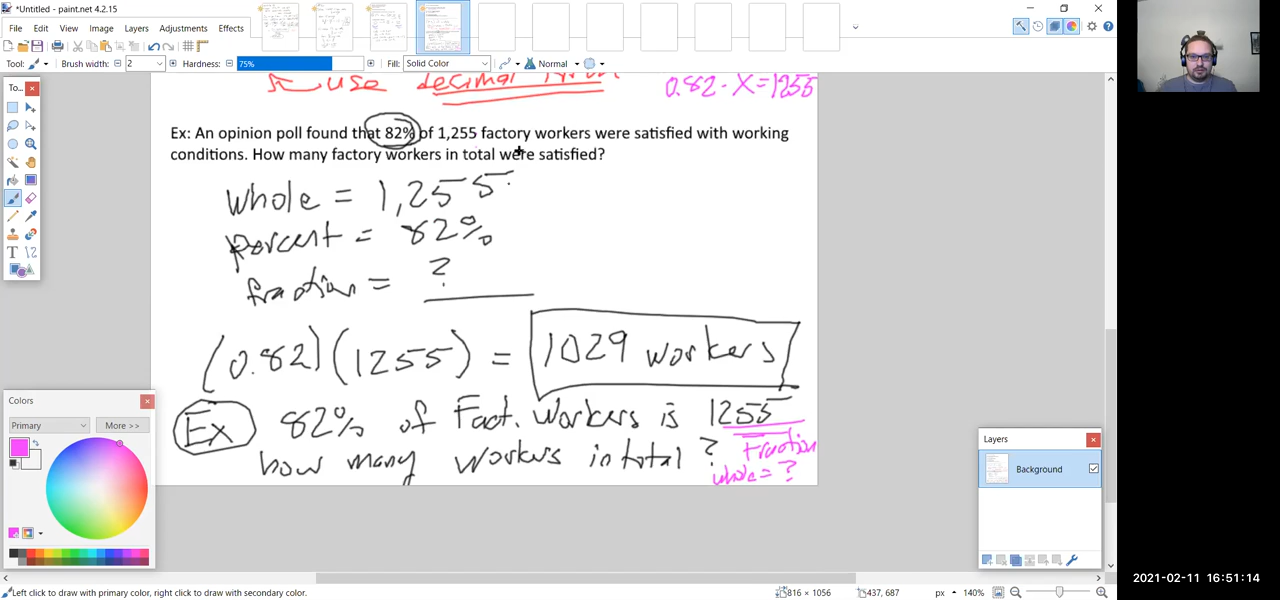 *Untitled - paint.net 4.2.15
File Edit View Image Layers Adjustments Effects
Tool: Brush width: 2 Hardness: 75% Fill: Solid Color Normal
To...
use decimal form
0.82 · X = 1255
Ex: An opinion poll found that 82% of 1,255 factory workers were satisfied with working
conditions. How many factory workers in total were satisfied?
whole = 1,255
percent = 82%
fraction = ?
(0.82)(1255) = 1029 workers
Ex 82% of Fact. Workers is 1255
Fraction
how many workers in total ?
whole = ?
Colors
Primary
More >>
Layers
Background
2021-02-11 16:51:14
Left click to draw with primary color, right click to draw with secondary color.
816 x 1056
437, 687
px
140%